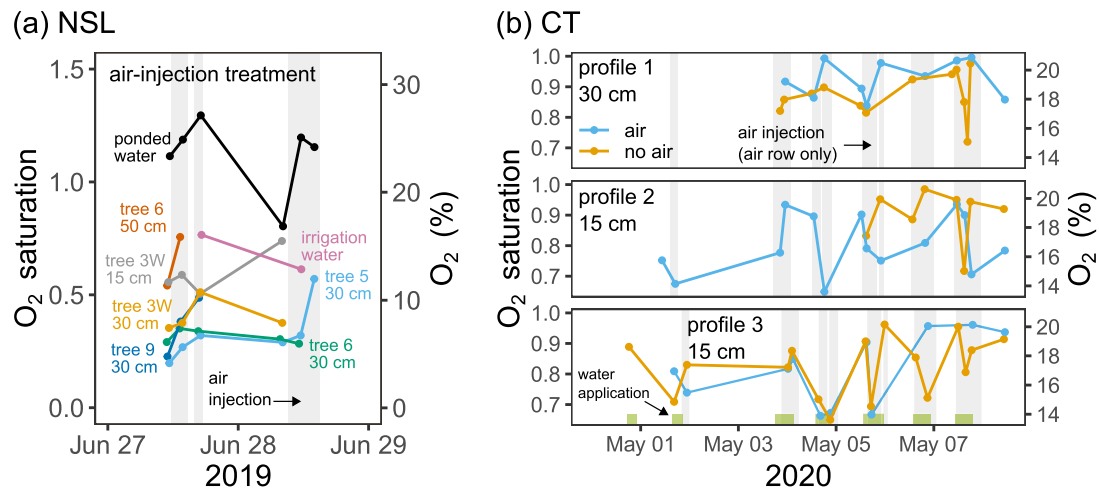 (a) NSL
air-injection treatment
1.5
1.0
0.5
0.0
O2 saturation
30
20
10
0
O2 (%)
ponded
water
tree 6
50 cm
tree 3W
15 cm
irrigation
water
tree 5
30 cm
tree 3W
30 cm
tree 9
30 cm
tree 6
30 cm
air
injection
Jun 27
Jun 28
Jun 29
2019
(b) CT
O2 saturation
O2 (%)
profile 1
30 cm
air
no air
air injection
(air row only)
1.0
0.9
0.8
0.7
20
18
16
14
profile 2
15 cm
1.0
0.9
0.8
0.7
20
18
16
14
profile 3
15 cm
water
application
1.0
0.9
0.8
0.7
20
18
16
14
May 01
May 03
May 05
May 07
2020